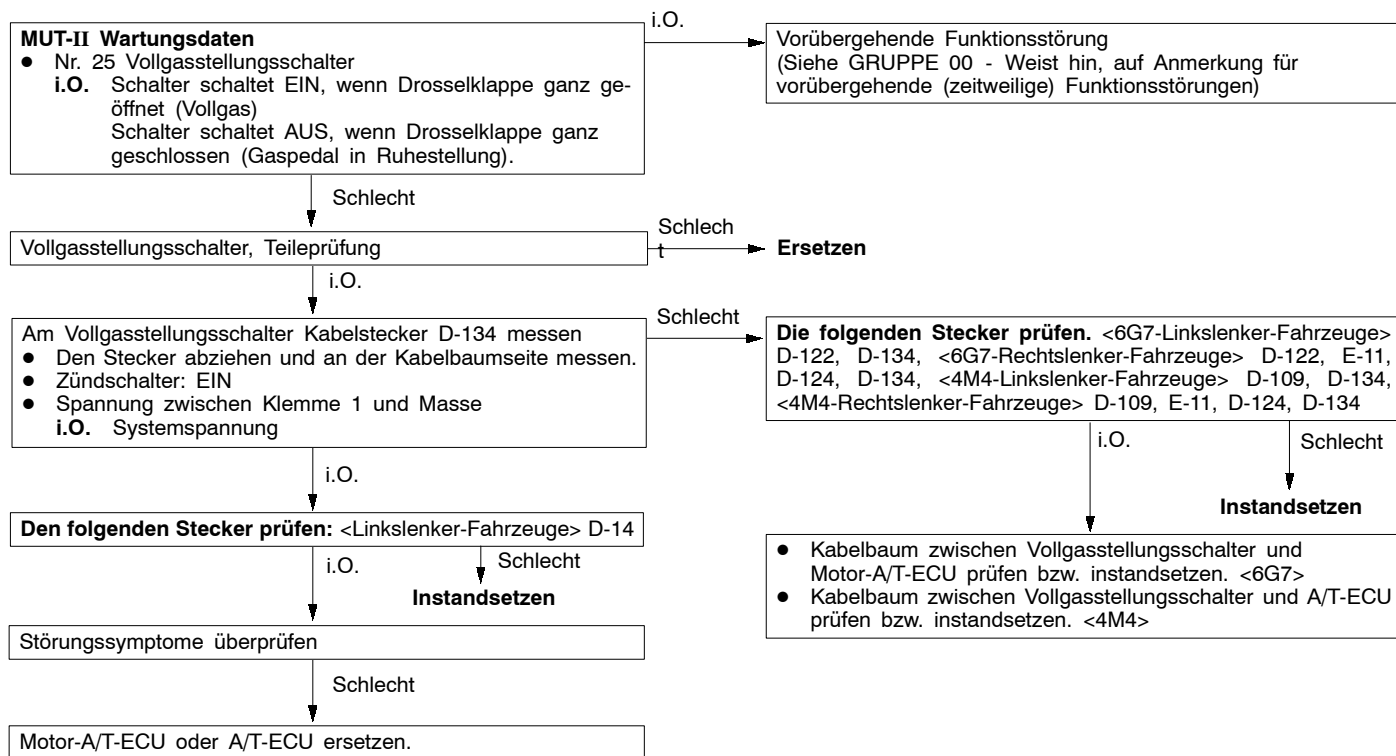 MUT-II Wartungsdaten
● Nr. 25 Vollgasstellungsschalter
i.O. Schalter schaltet EIN, wenn Drosselklappe ganz ge-
öffnet (Vollgas)
Schalter schaltet AUS, wenn Drosselklappe ganz
geschlossen (Gaspedal in Ruhestellung).
i.O.
Vorübergehende Funktionsstörung
(Siehe GRUPPE 00 - Weist hin, auf Anmerkung für
vorübergehende (zeitweilige) Funktionsstörungen)
Schlecht
Vollgasstellungsschalter, Teileprüfung
Schlech
t
Ersetzen
i.O.
Am Vollgasstellungsschalter Kabelstecker D-134 messen
● Den Stecker abziehen und an der Kabelbaumseite messen.
● Zündschalter: EIN
● Spannung zwischen Klemme 1 und Masse
i.O. Systemspannung
Schlecht
Die folgenden Stecker prüfen. <6G7-Linkslenker-Fahrzeuge>
D-122, D-134, <6G7-Rechtslenker-Fahrzeuge> D-122, E-11,
D-124, D-134, <4M4-Linkslenker-Fahrzeuge> D-109, D-134,
<4M4-Rechtslenker-Fahrzeuge> D-109, E-11, D-124, D-134
i.O.
Schlecht
Instandsetzen
● Kabelbaum zwischen Vollgasstellungsschalter und
Motor-A/T-ECU prüfen bzw. instandsetzen. <6G7>
● Kabelbaum zwischen Vollgasstellungsschalter und A/T-ECU
prüfen bzw. instandsetzen. <4M4>
i.O.
Den folgenden Stecker prüfen: <Linkslenker-Fahrzeuge> D-14
i.O.
Schlecht
Instandsetzen
Störungssymptome überprüfen
Schlecht
Motor-A/T-ECU oder A/T-ECU ersetzen.